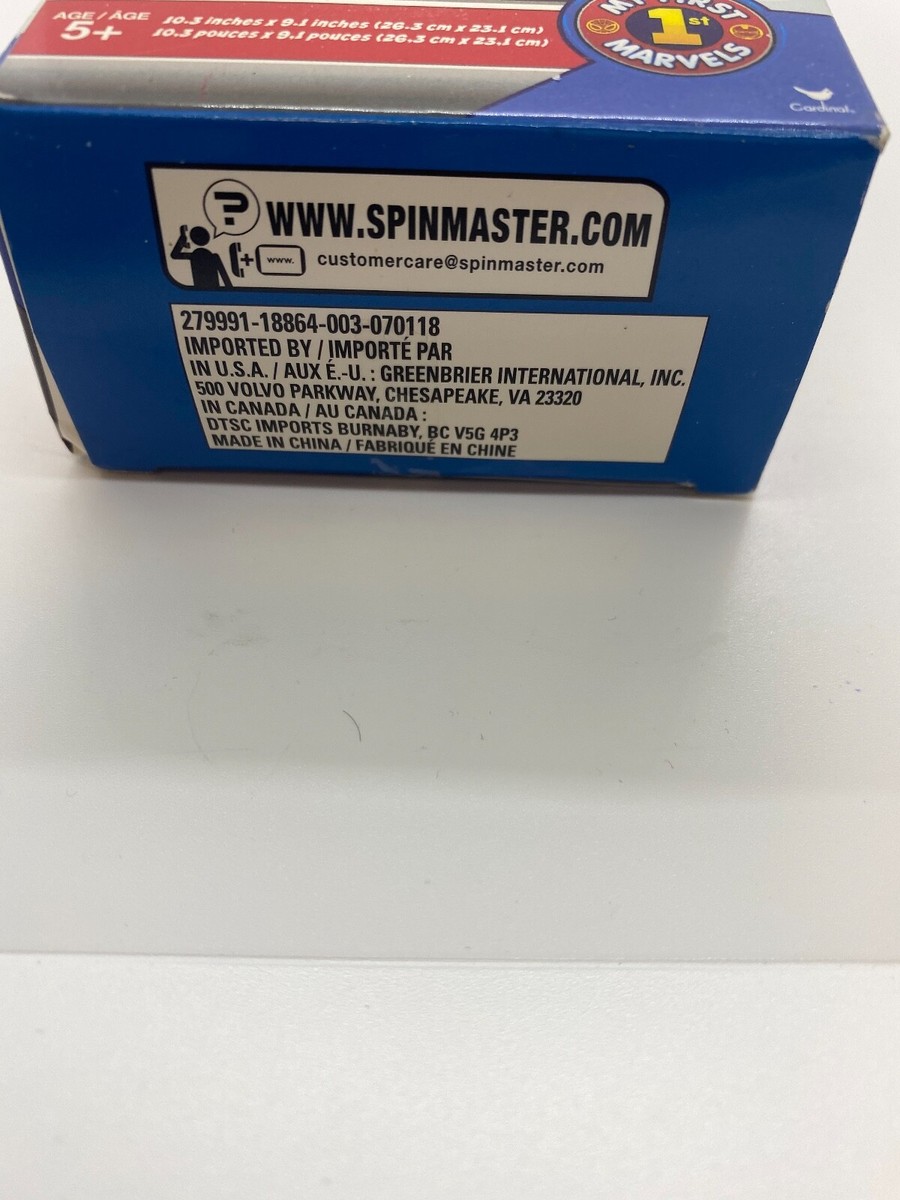 AGE / ÂGE
5+
10.3 inches x 9.1 inches (26.3 cm x 23.1 cm)
10.3 pouces x 9.1 pouces (26.3 cm x 23.1 cm)
MY FIRST
1st
MARVELS
Cardinal
?
WWW.SPINMASTER.COM
+ www.
customercare@spinmaster.com
279991-18864-003-070118
IMPORTED BY / IMPORTÉ PAR
IN U.S.A. / AUX É.-U. : GREENBRIER INTERNATIONAL, INC.
500 VOLVO PARKWAY, CHESAPEAKE, VA 23320
IN CANADA / AU CANADA :
DTSC IMPORTS BURNABY, BC V5G 4P3
MADE IN CHINA / FABRIQUÉ EN CHINE